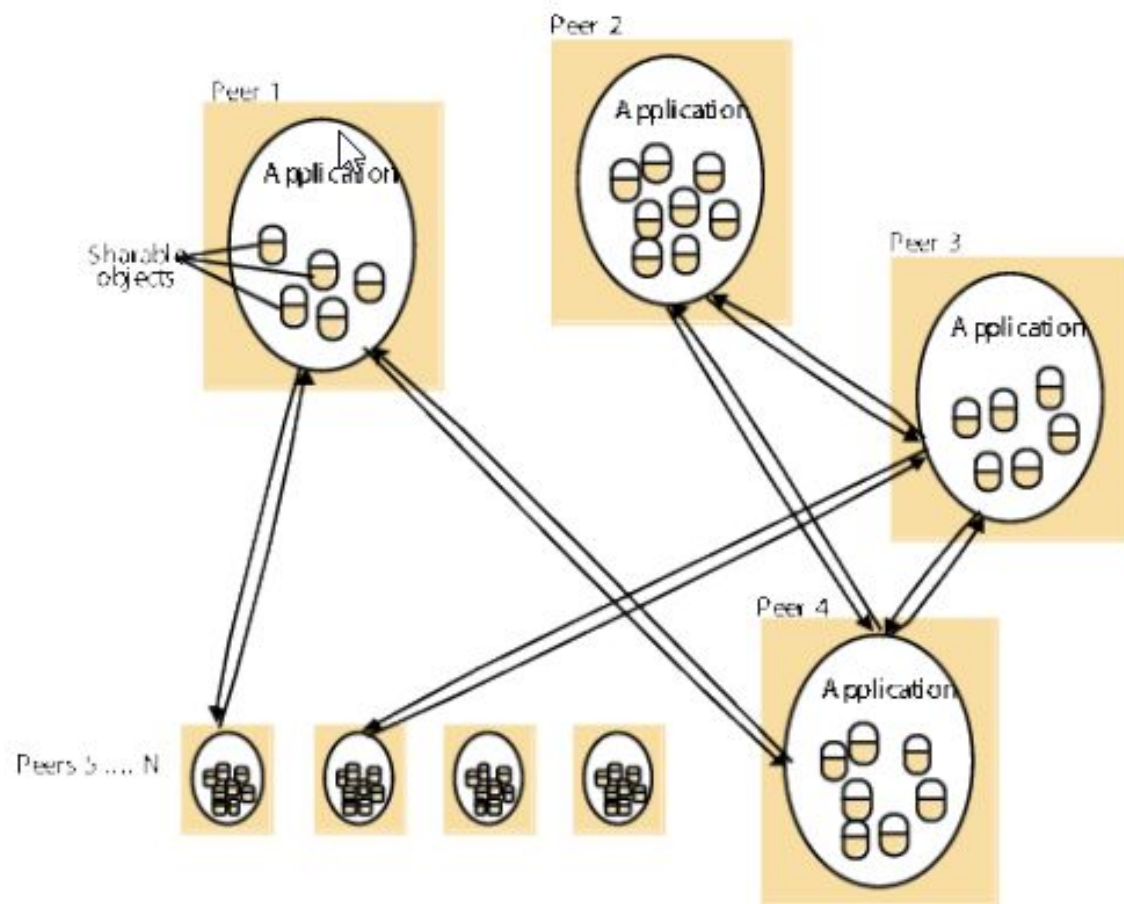 Peer 1
Application
Sharable
objects
Peer 2
Application
Peer 3
Application
Peer 4
Application
Peers 5 .... N